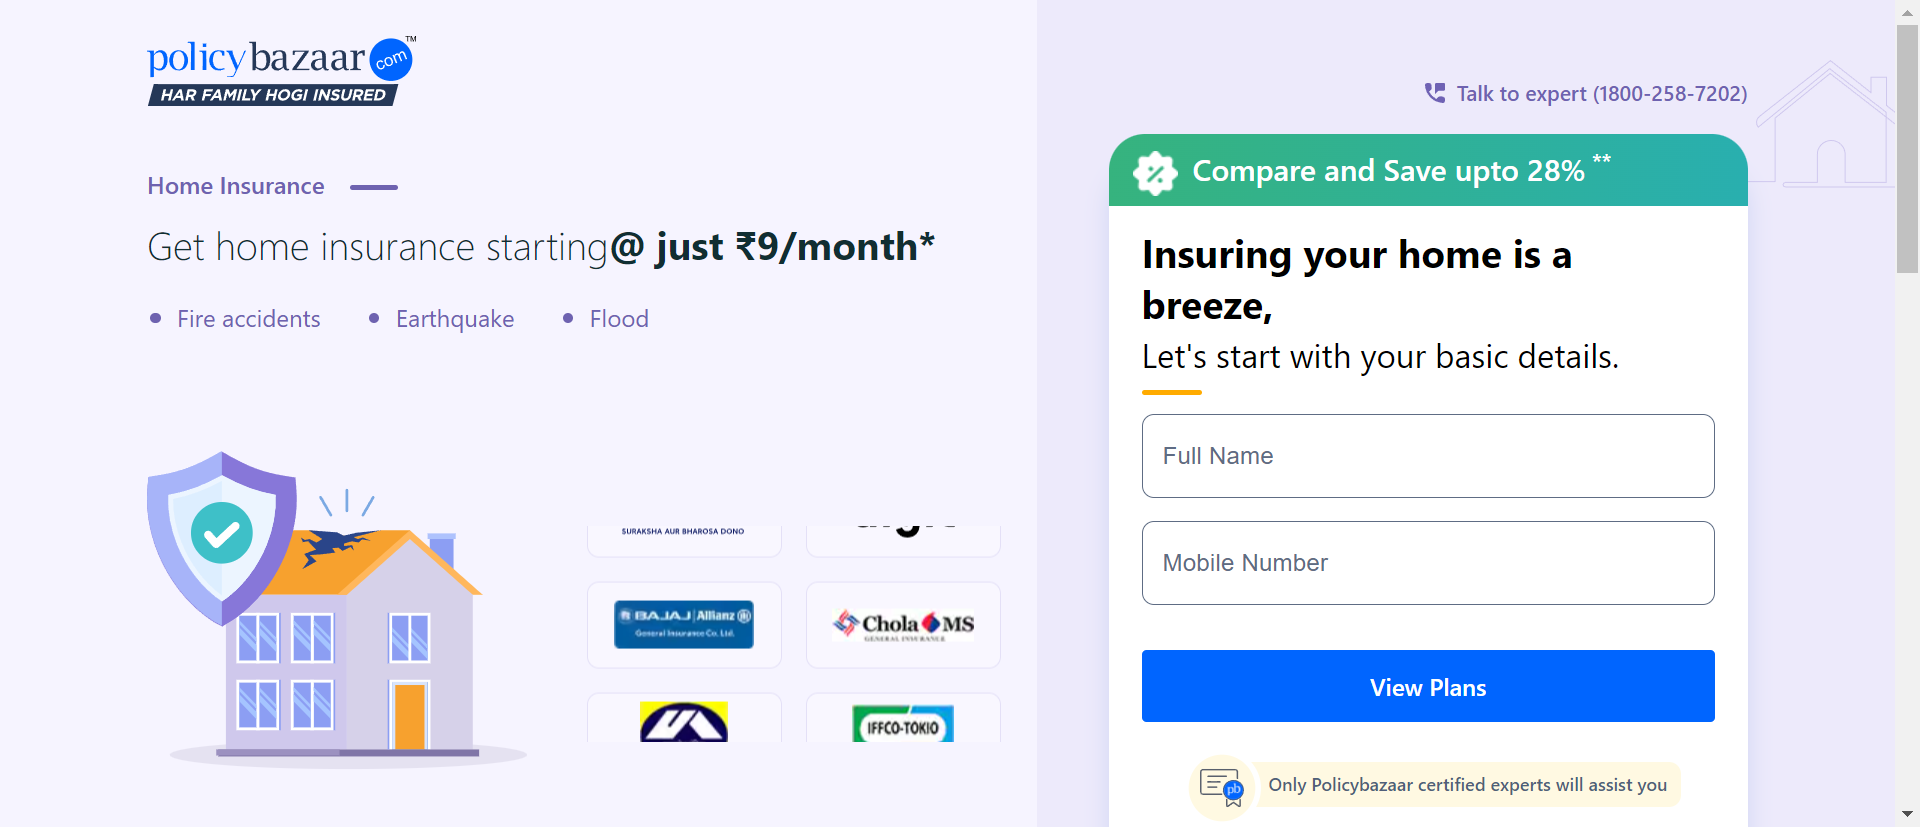 policybazaar com TM
HAR FAMILY HOGI INSURED
Talk to expert (1800-258-7202)
Home Insurance
Get home insurance starting@ just ₹9/month*
Fire accidents
Earthquake
Flood
SURAKSHA AUR BHAROSA DONO
BAJAJ | Allianz
General Insurance Co. Ltd.
Chola MS
GENERAL INSURANCE
IFFCO-TOKIO
Compare and Save upto 28% **
Insuring your home is a
breeze,
Let's start with your basic details.
Full Name
Mobile Number
View Plans
pb
Only Policybazaar certified experts will assist you